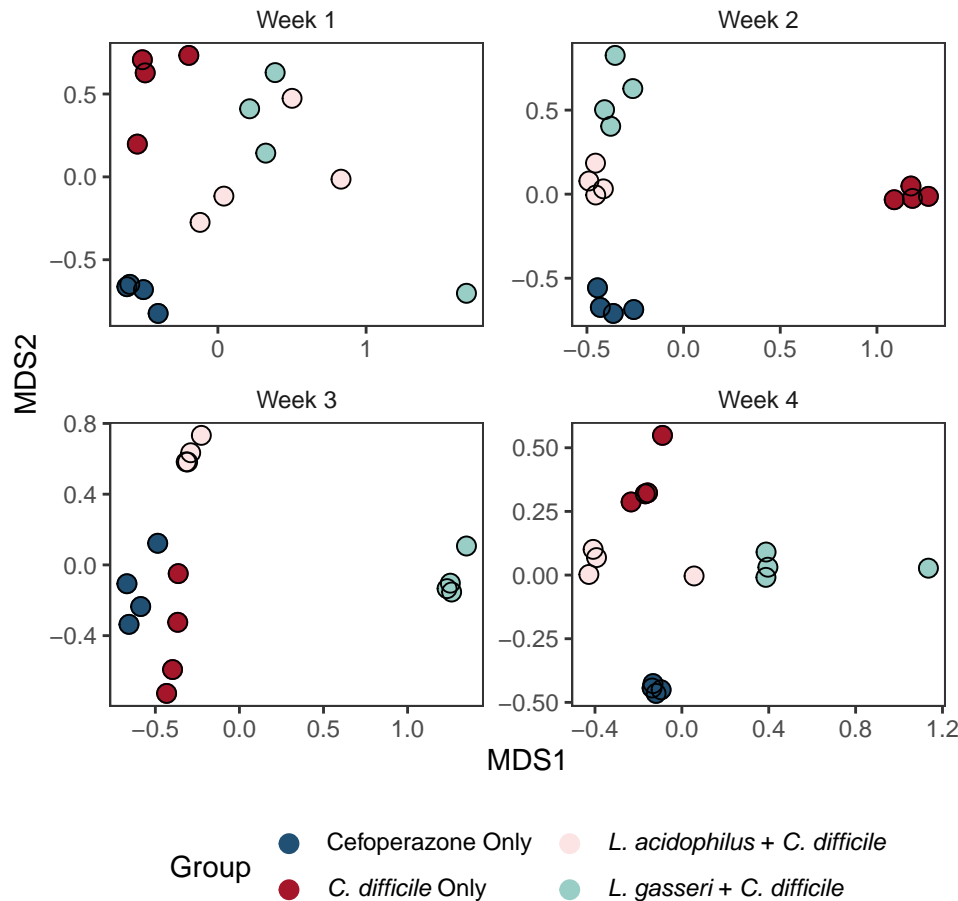 Week 1
Week 2
0.5
0.0
−0.5
0
1
0.5
0.0
−0.5
−0.5
0.0
0.5
1.0
MDS2
Week 3
Week 4
0.8
0.4
0.0
−0.4
−0.5
0.0
0.5
1.0
0.50
0.25
0.00
−0.25
−0.50
−0.4
0.0
0.4
0.8
1.2
MDS1
Group
Cefoperazone Only
L. acidophilus + C. difficile
C. difficile Only
L. gasseri + C. difficile